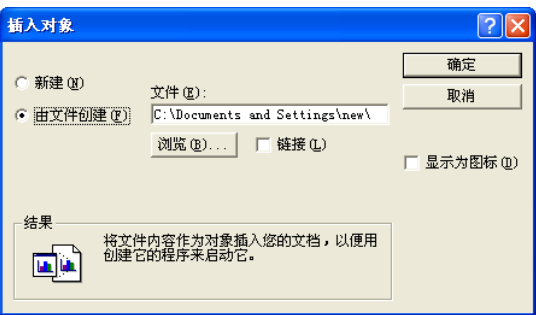 插入对象
新建(N)
由文件创建(F)
文件(E):
C:\Documents and Settings\new\
浏览(B)...
链接(L)
确定
取消
显示为图标(D)
结果
将文件内容作为对象插入您的文档，以便用
创建它的程序来启动它。